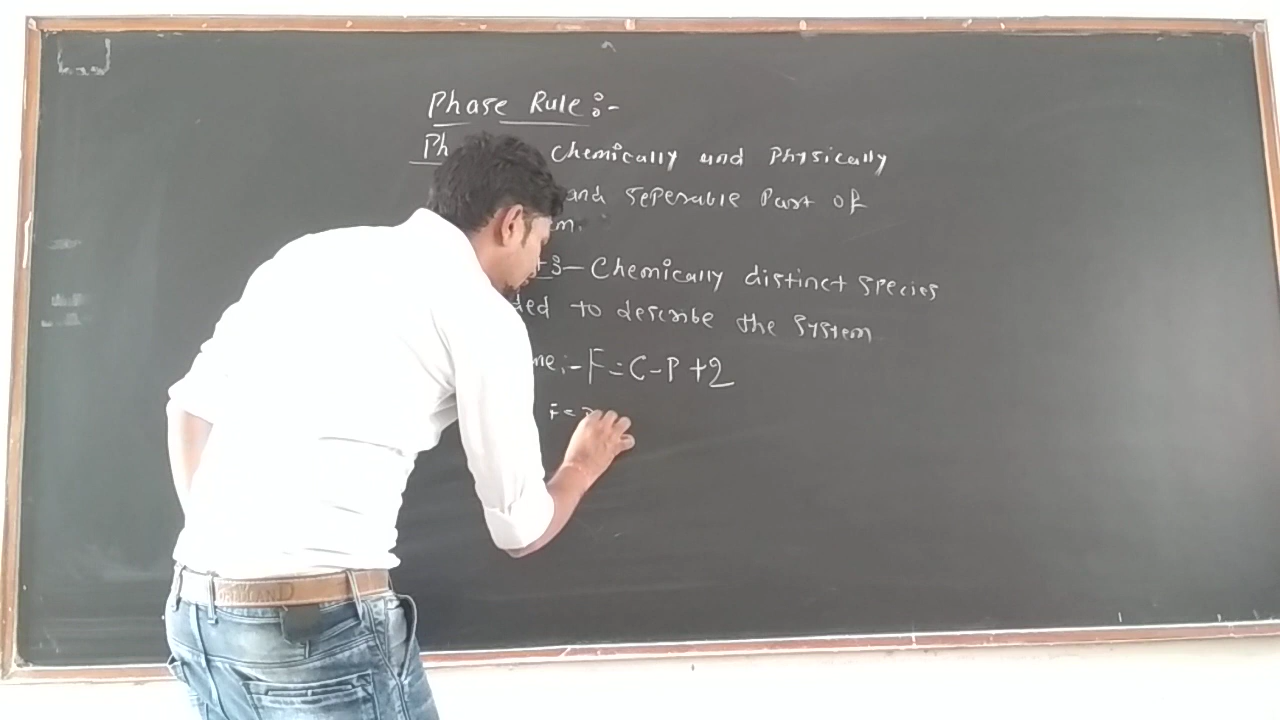 Phase Rule:-
Ph Chemically and Physically
and Seperable Part of
m.
t:- Chemically distinct species
ded to describe the system
me:- F=C-P+2
F=